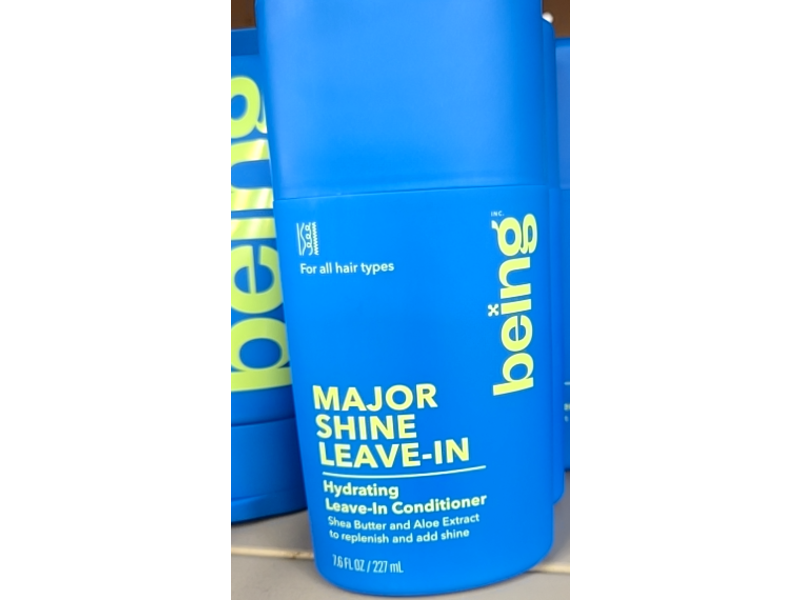 being
INC.
being
For all hair types
MAJOR
SHINE
LEAVE-IN
Hydrating
Leave-In Conditioner
Shea Butter and Aloe Extract
to replenish and add shine
7.6 FL OZ / 227 mL